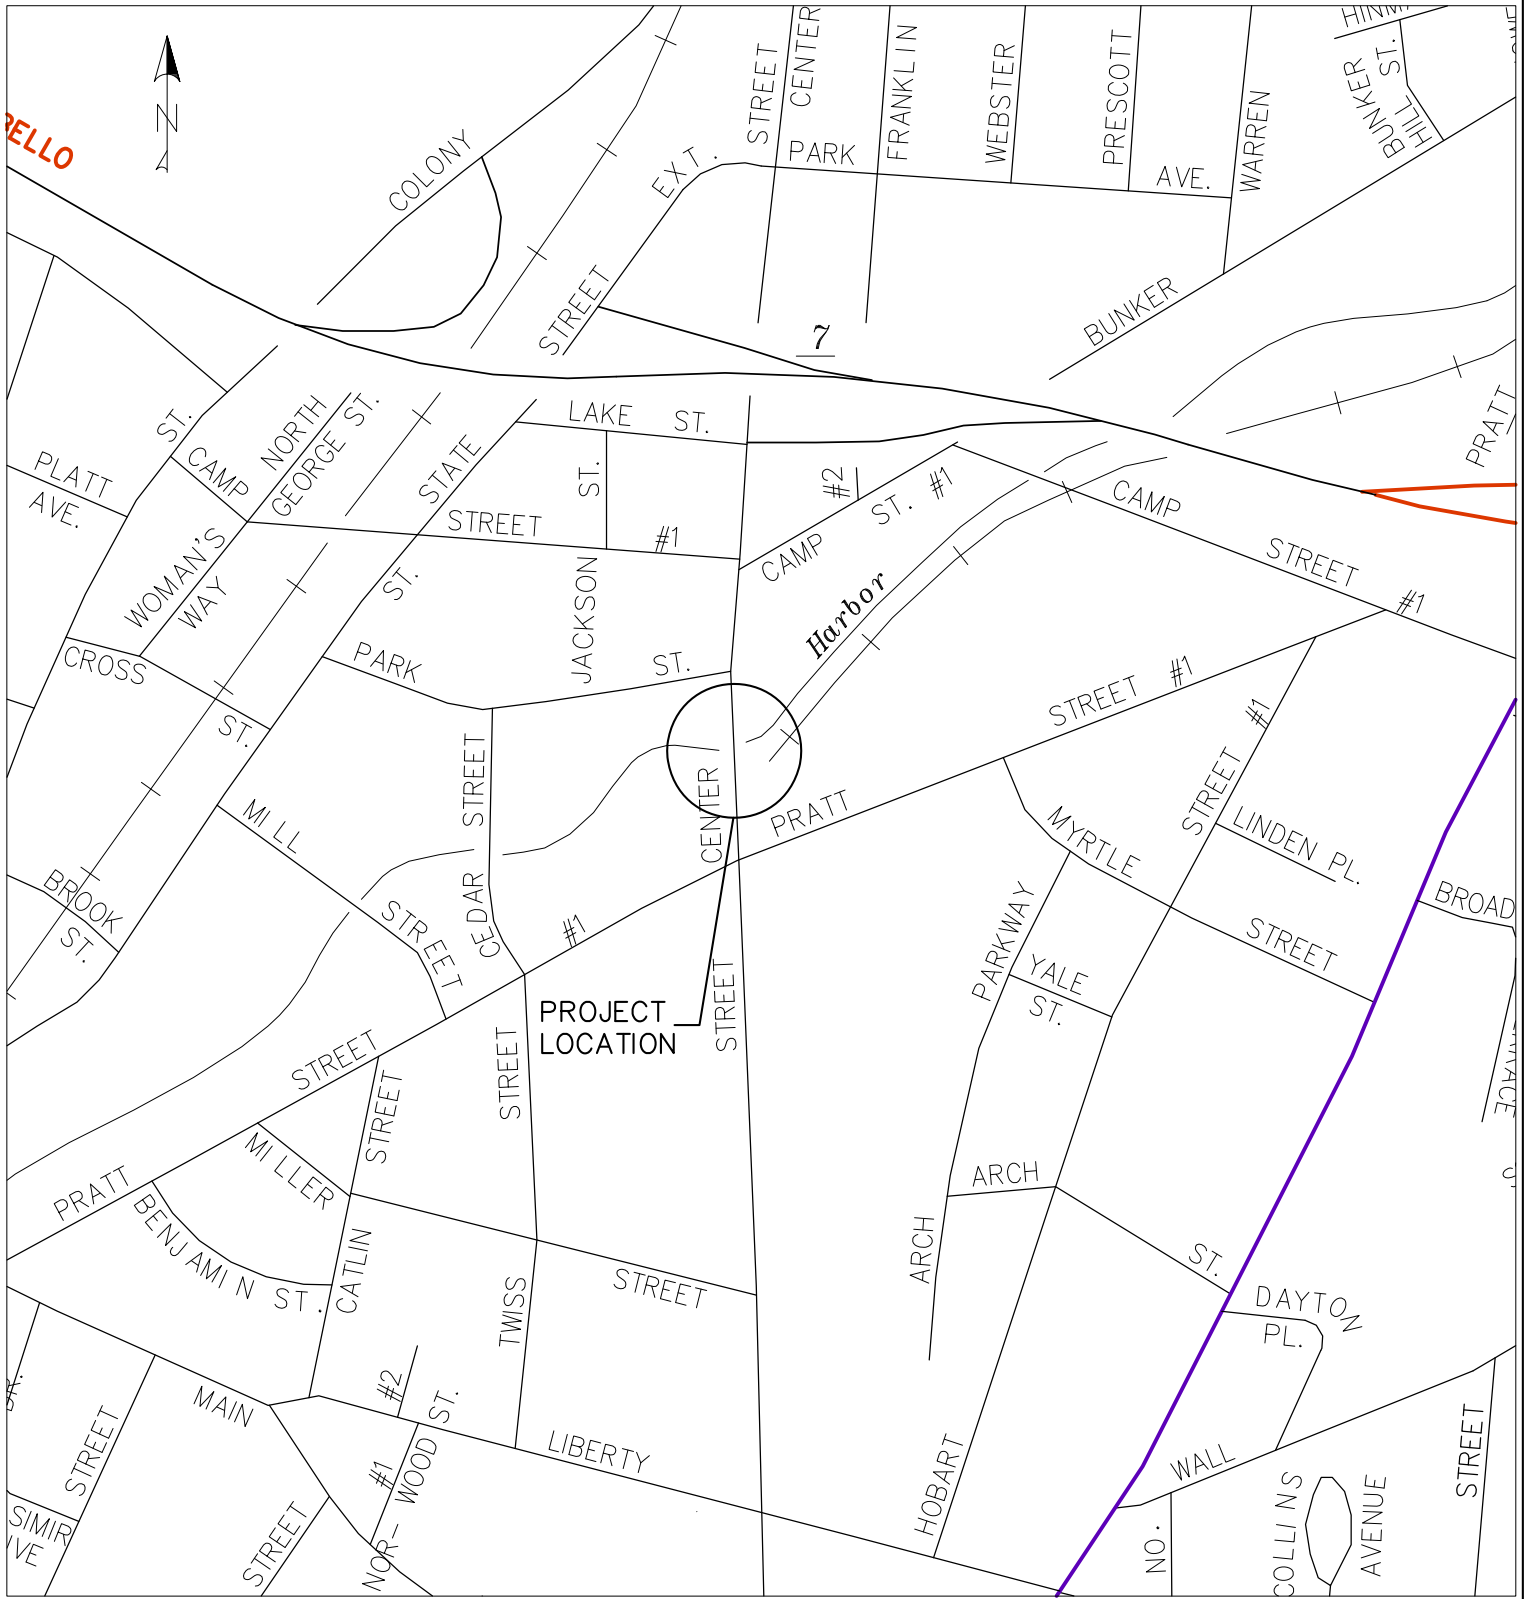 STREET
CENTER
FRANKLIN
WEBSTER
PRESCOTT
WARREN
BUNKER
HILL ST.
N
COLONY
STREET EXT.
PARK AVE.
BUNKER
7
PRATT
LAKE ST.
ST.
CAMP
NORTH
GEORGE ST.
STATE
ST.
PLATT
AVE.
STREET #1
JACKSON
ST.
#2
CAMP ST. #1
CAMP STREET #1
Harbor
WOMAN'S
WAY
CROSS
ST.
PARK ST.
STREET #1
STREET #1
MILL
STREET
CEDAR STREET
CENTER
STREET
PRATT
MYRTLE
STREET
LINDEN PL.
BROAD
BROOK
ST.
#1
PARKWAY
YALE
ST.
PROJECT
LOCATION
STREET
STREET
STREET
MILLER
STREET
PRATT
BENJAMIN ST.
CATLIN
TWISS
ARCH
ARCH
ST.
DAYTON
PL.
MAIN
#2
ST.
LIBERTY
#1
NOR-WOOD
STREET
STREET
HOBART
WALL
NO.
COLLINS
AVENUE
STREET